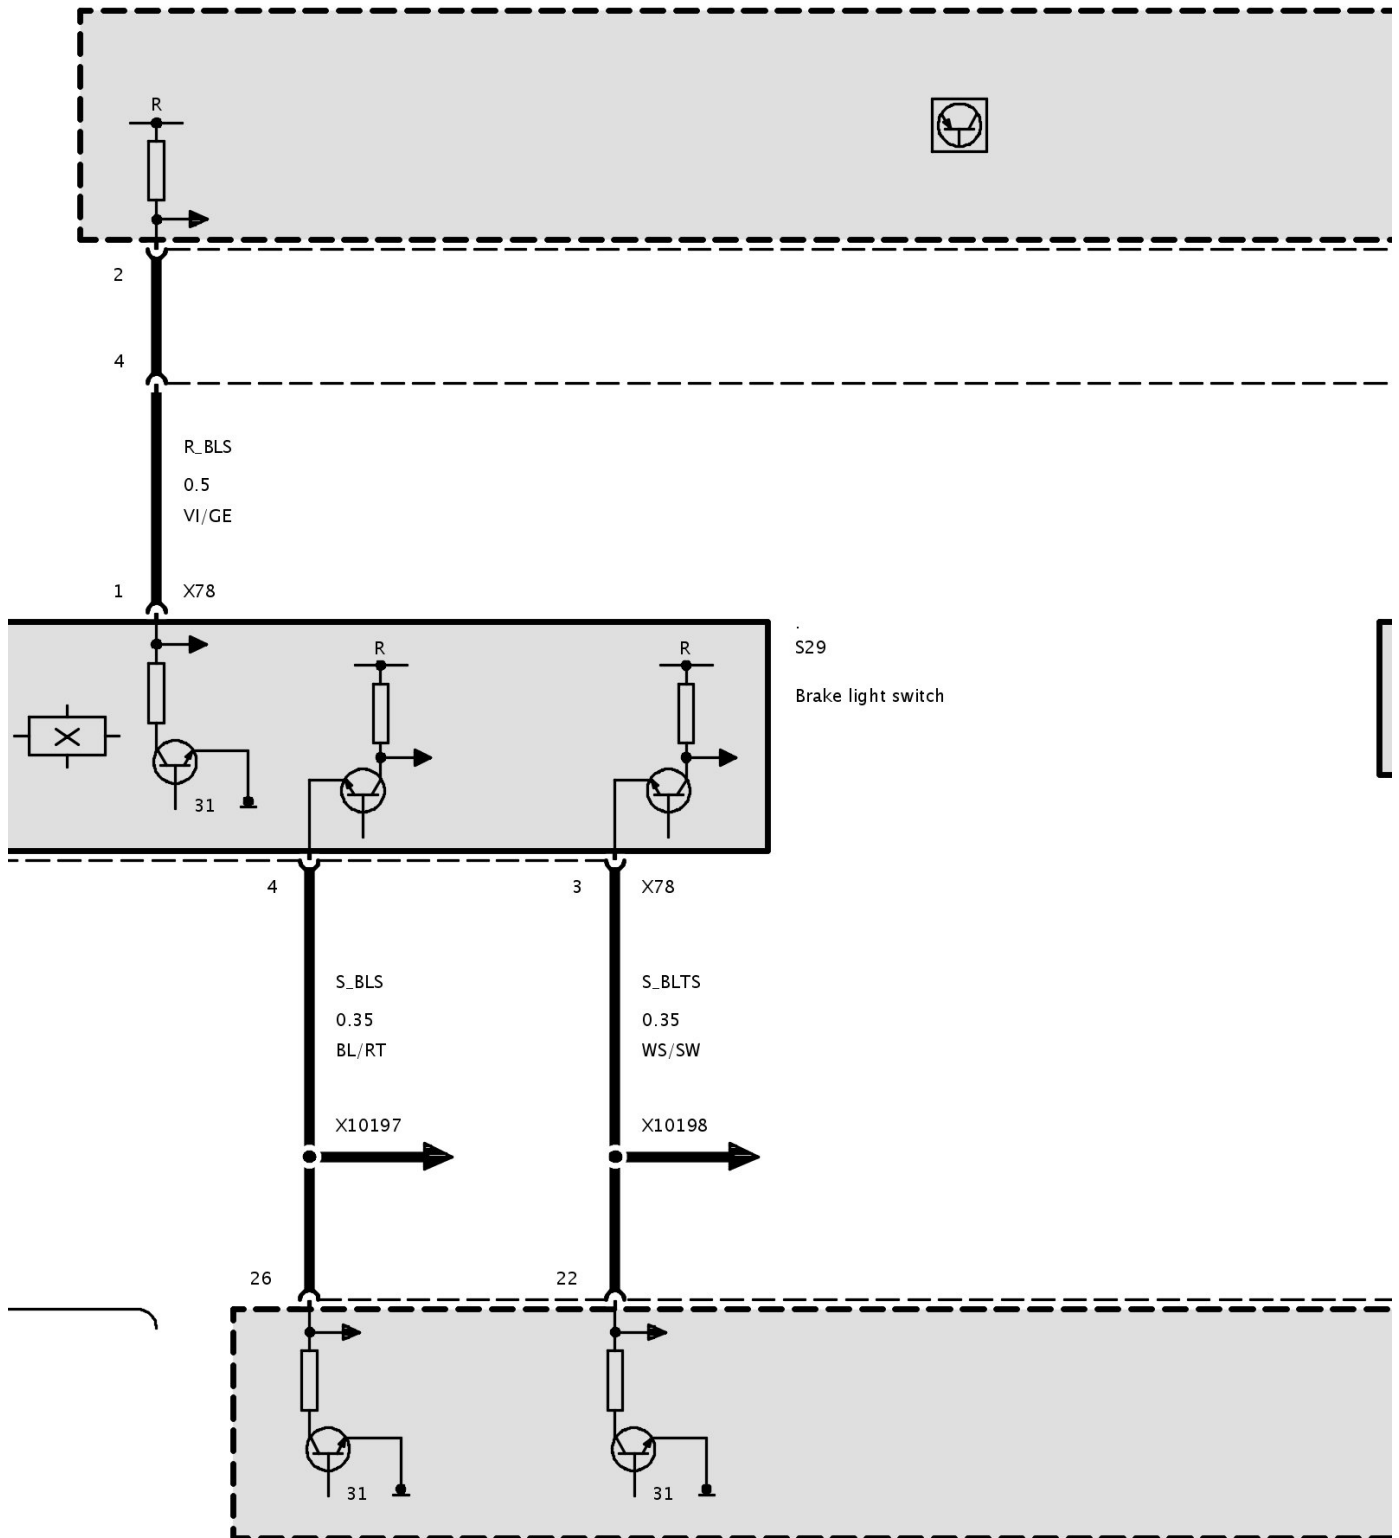 R
2
4
R_BLS
0.5
VI/GE
1 X78
.
S29
R R
Brake light switch
31
4 3 X78
S_BLS S_BLTS
0.35 0.35
BL/RT WS/SW
X10197 X10198
26 22
31 31